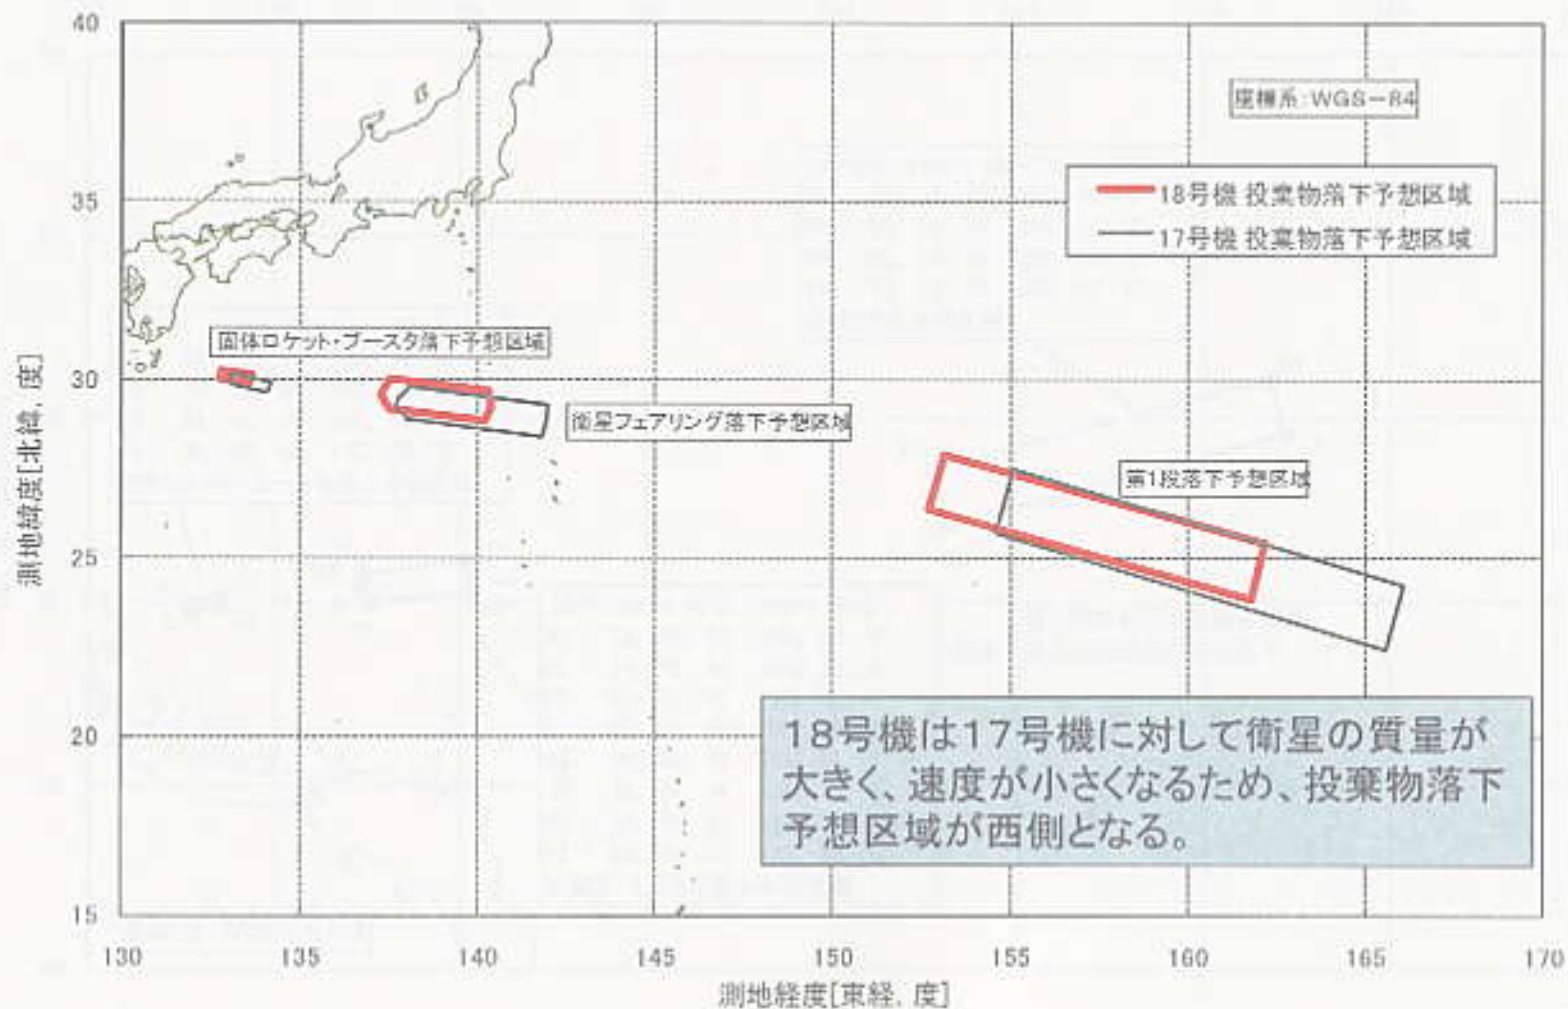 40
座標系:WGS-84
35
18号機 投棄物落下予想区域
17号機 投棄物落下予想区域
固体ロケット・ブースタ落下予想区域
30
衛星フェアリング落下予想区域
第1段落下予想区域
測地緯度[北緯, 度]
25
20
18号機は17号機に対して衛星の質量が
大きく、速度が小さくなるため、投棄物落下
予想区域が西側となる。
15
130 135 140 145 150 155 160 165 170
測地経度[東経, 度]